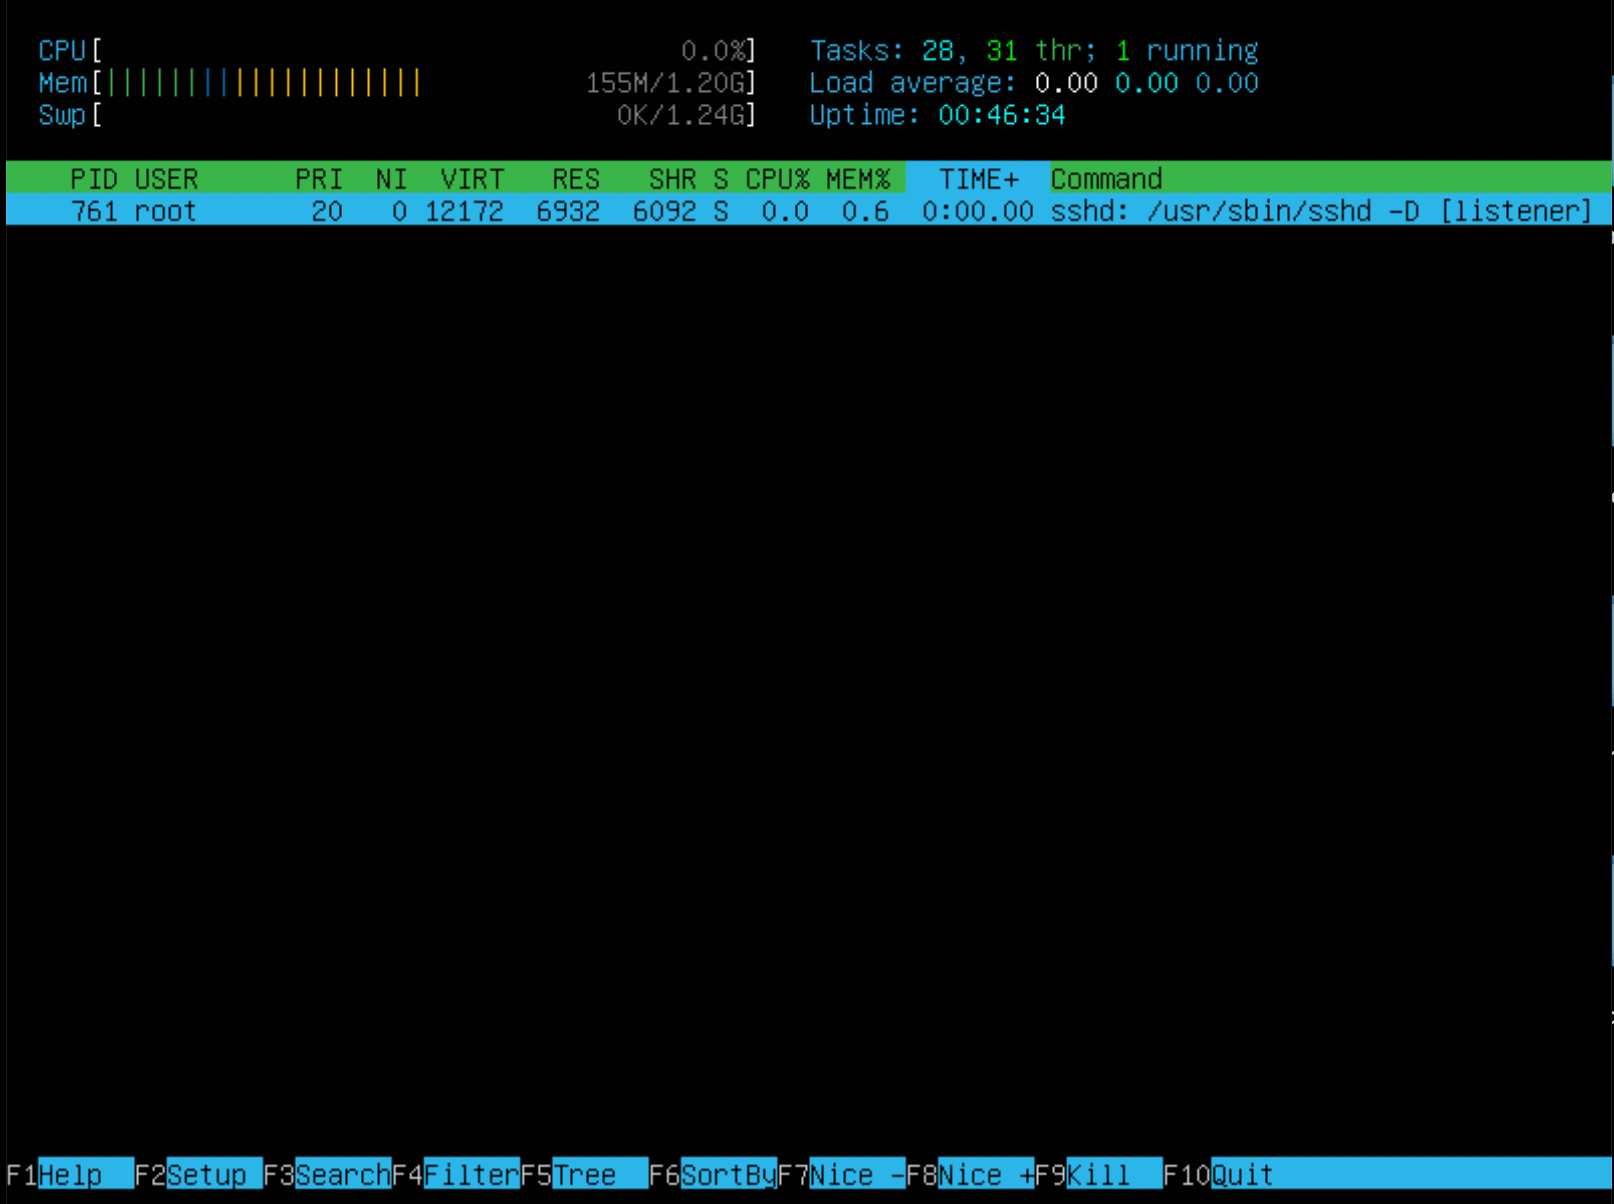 CPU[ 0.0%] Tasks: 28, 31 thr; 1 running
Mem[|||||||||||||||||||| 155M/1.20G] Load average: 0.00 0.00 0.00
Swp[ 0K/1.24G] Uptime: 00:46:34
PID USER PRI NI VIRT RES SHR S CPU% MEM% TIME+ Command
761 root 20 0 12172 6932 6092 S 0.0 0.6 0:00.00 sshd: /usr/sbin/sshd -D [listener]
F1Help F2Setup F3SearchF4FilterF5Tree F6SortByF7Nice -F8Nice +F9Kill F10Quit